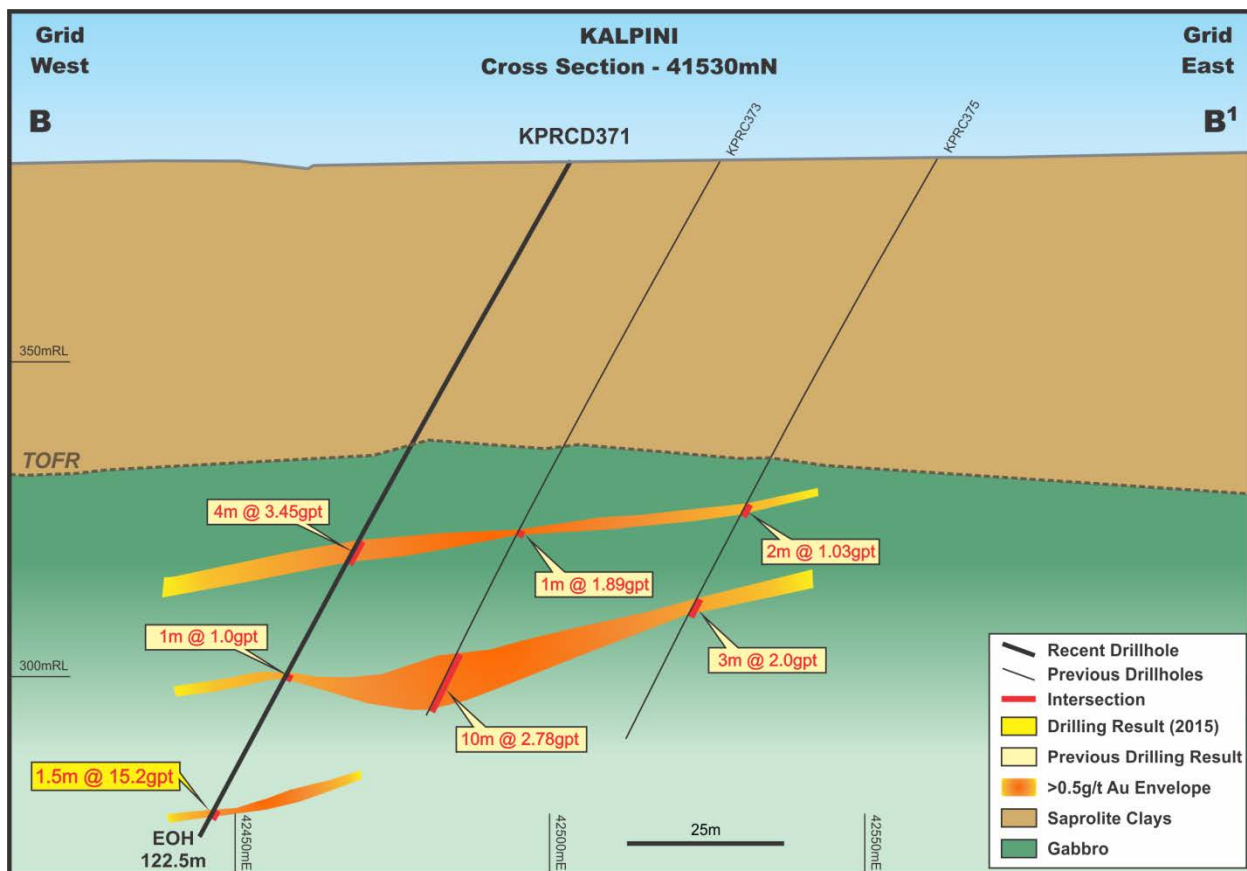 Grid
West
KALPINI
Cross Section - 41530mN
Grid
East
B
B1
KPRCD371
KPRC373
KPRC375
350mRL
TOFR
4m @ 3.45gpt
1m @ 1.89gpt
2m @ 1.03gpt
1m @ 1.0gpt
300mRL
3m @ 2.0gpt
10m @ 2.78gpt
1.5m @ 15.2gpt
EOH
122.5m
42450mE
42500mE
25m
42550mE
Recent Drillhole
Previous Drillholes
Intersection
Drilling Result (2015)
Previous Drilling Result
>0.5g/t Au Envelope
Saprolite Clays
Gabbro